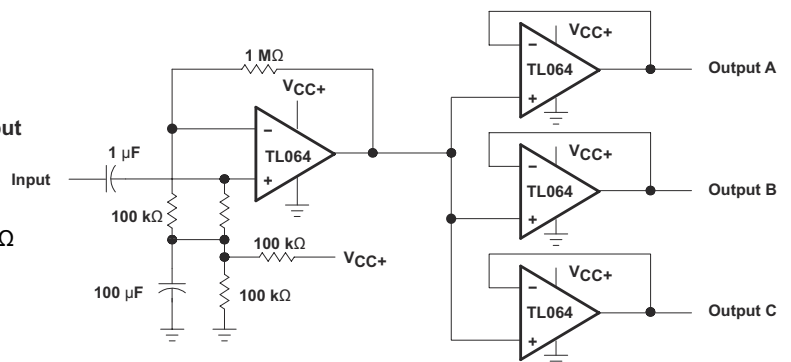 1 MΩ
VCC+
–
TL064
+
1 µF
Input
100 kΩ
100 kΩ
VCC+
100 µF
100 kΩ
VCC+
–
TL064
+
Output A
VCC+
–
TL064
+
Output B
VCC+
–
TL064
+
Output C
Ω